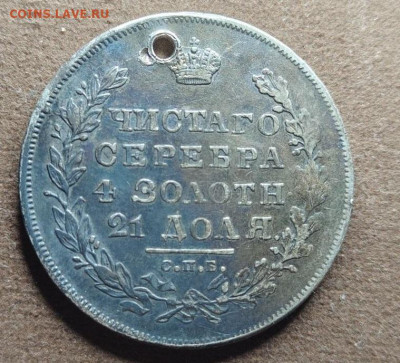 COINS.LAVE.RU
ЧИСТАГО
СЕРЕБРА
4 ЗОЛОТН
21 ДОЛЯ.
С.П.Б.